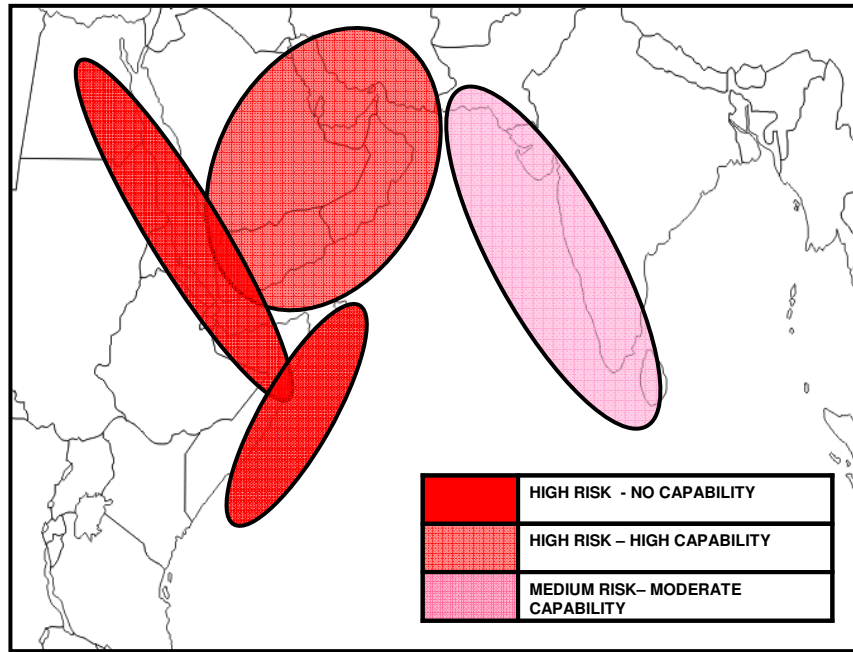 HIGH RISK - NO CAPABILITY
HIGH RISK – HIGH CAPABILITY
MEDIUM RISK– MODERATE
CAPABILITY